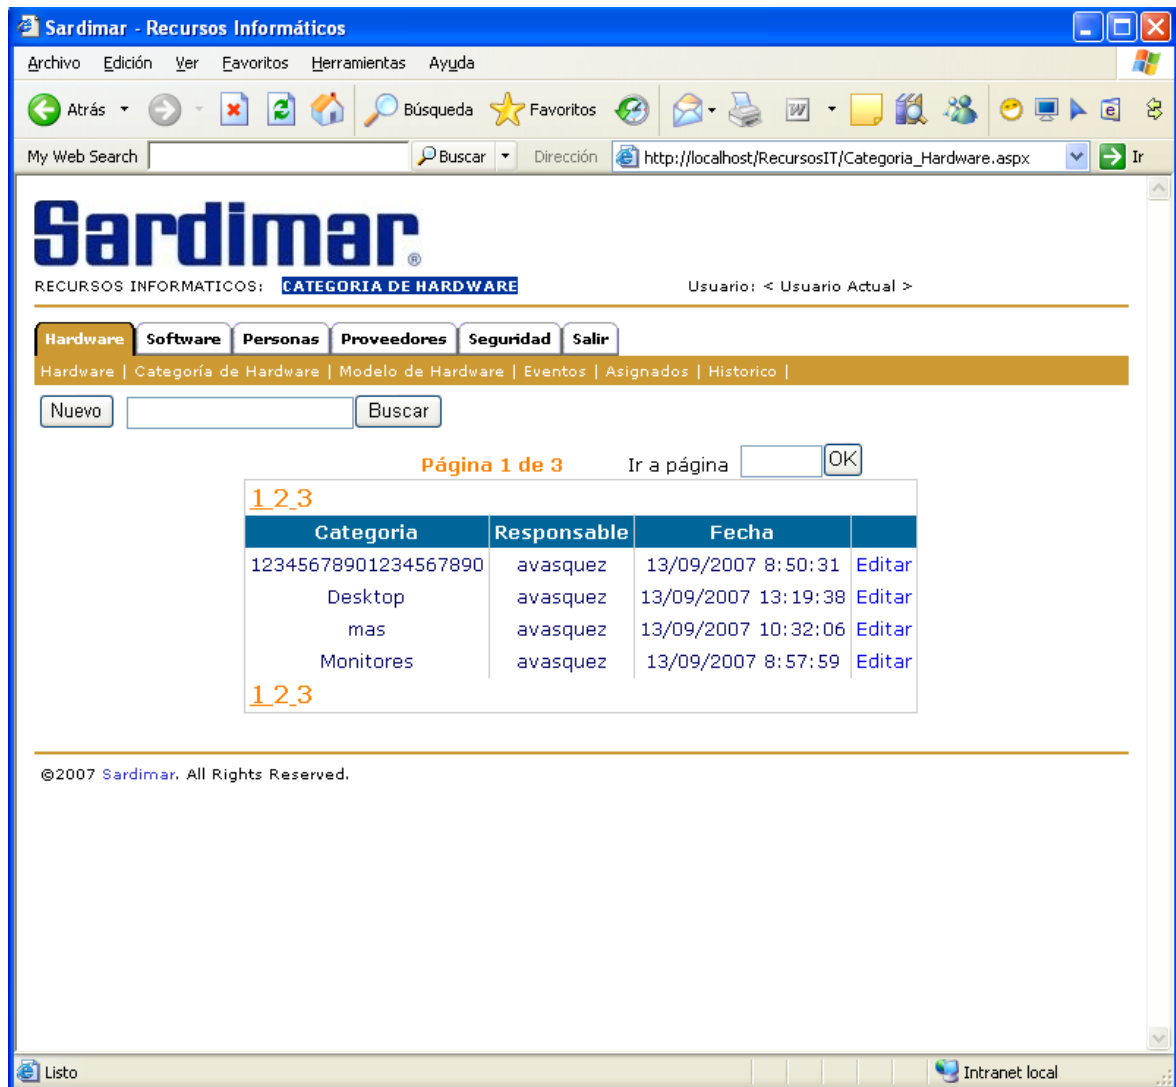 Sardimar - Recursos Informáticos
Archivo Edición Ver Favoritos Herramientas Ayuda
Atrás Búsqueda Favoritos
My Web Search Buscar Dirección http://localhost/RecursosIT/Categoria_Hardware.aspx Ir
Sardimar®
RECURSOS INFORMATICOS: CATEGORIA DE HARDWARE Usuario: < Usuario Actual >
Hardware Software Personas Proveedores Seguridad Salir
Hardware | Categoría de Hardware | Modelo de Hardware | Eventos | Asignados | Historico |
Nuevo Buscar
Página 1 de 3 Ir a página OK
1 2 3
Categoria Responsable Fecha
12345678901234567890 avasquez 13/09/2007 8:50:31 Editar
Desktop avasquez 13/09/2007 13:19:38 Editar
mas avasquez 13/09/2007 10:32:06 Editar
Monitores avasquez 13/09/2007 8:57:59 Editar
1 2 3
©2007 Sardimar. All Rights Reserved.
Listo Intranet local